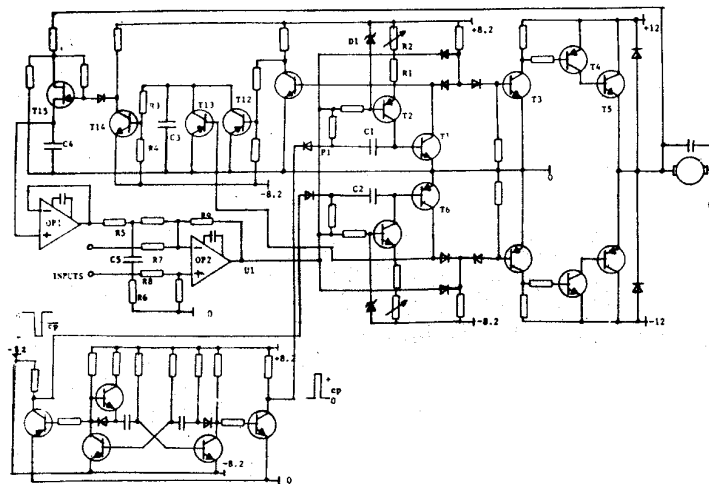 +8.2
+12
D1
R2
T4
R1
T15
R3
T13
T12
T2
T3
T5
T14
R4
C3
P1
C1
T1
C4
0
-8.2
C2
T6
OP1
R5
R9
C5
R7
OP2
INPUTS
R8
U1
R6
0
-8.2
-12
cp
-8.2
+8.2
+
cp
0
-8.2
0